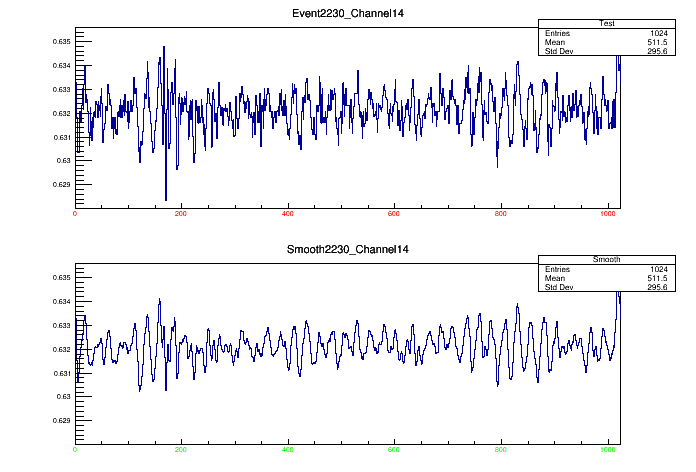 Event2230_Channel14
Test
Entries 1024
Mean 511.5
Std Dev 295.6
0.635
0.634
0.633
0.632
0.631
0.63
0.629
0 200 400 600 800 1000
Smooth2230_Channel14
Smooth
Entries 1024
Mean 511.5
Std Dev 295.6
0.635
0.634
0.633
0.632
0.631
0.63
0.629
0 200 400 600 800 1000